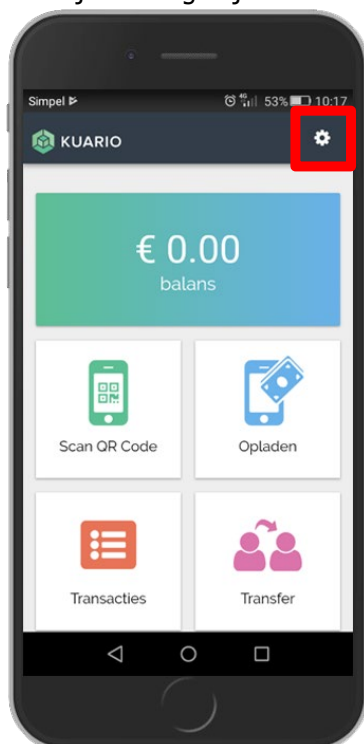 Simpel 53% 10:17
KUARIO
€ 0.00
balans
Scan QR Code Opladen
Transacties Transfer